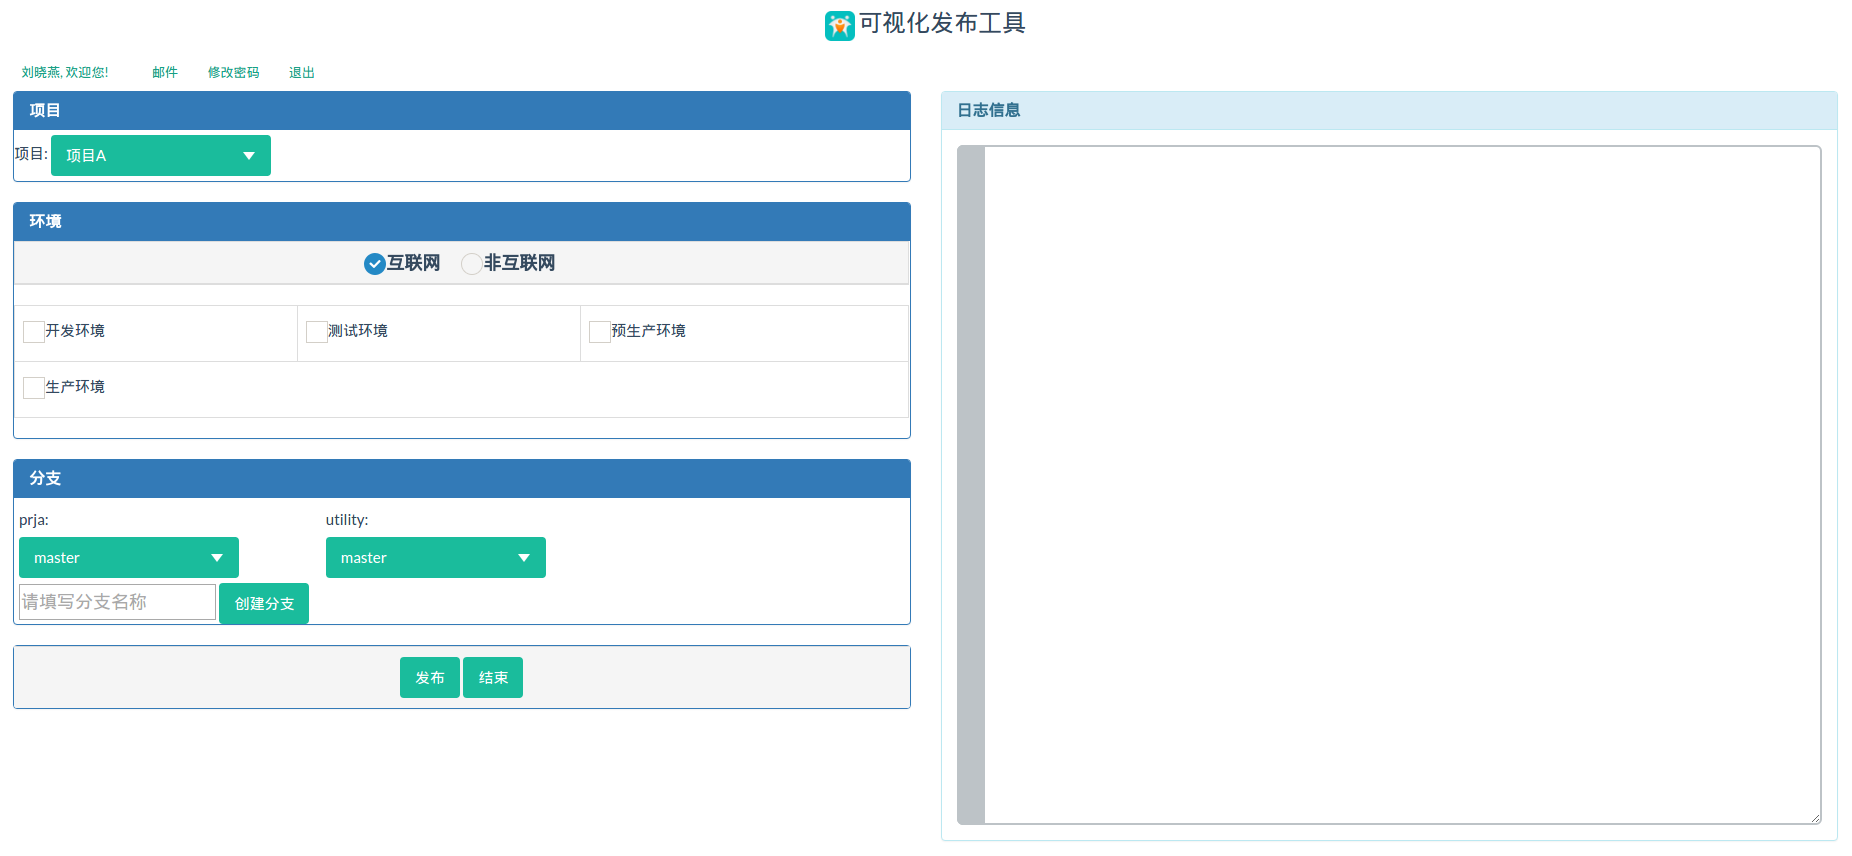 可视化发布工具
刘晓燕, 欢迎您! 邮件 修改密码 退出
项目
项目: 项目A
环境
互联网 非互联网
开发环境 测试环境 预生产环境
生产环境
分支
prja: utility:
master master
请填写分支名称 创建分支
发布 结束
日志信息